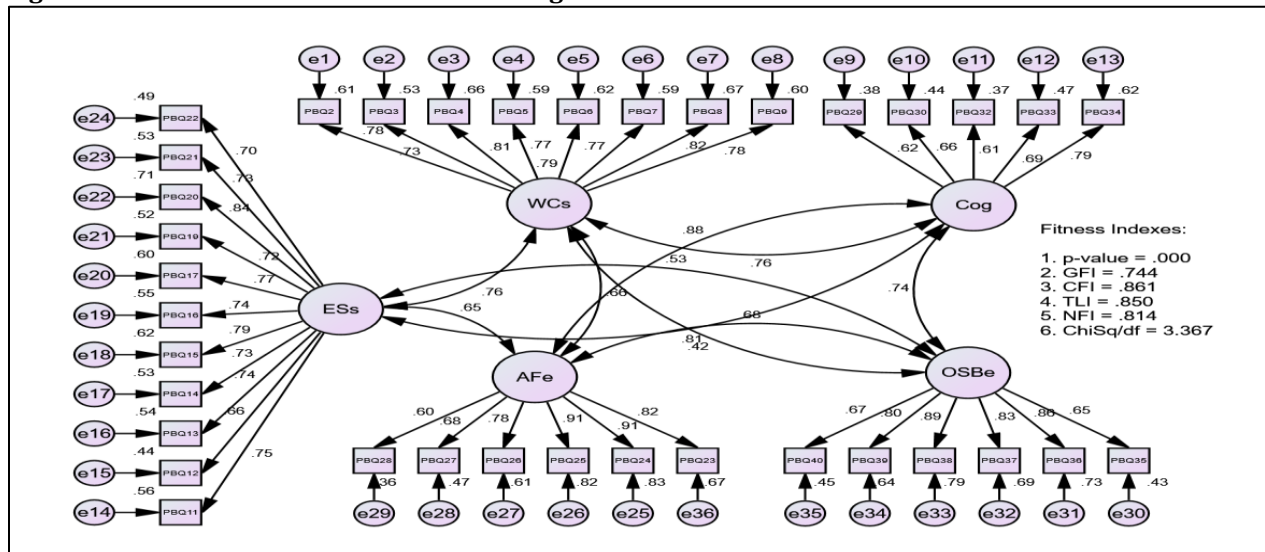 e1 e2 e3 e4 e5 e6 e7 e8 e9 e10 e11 e12 e13
.61 .53 .66 .59 .62 .59 .67 .60 .38 .44 .37 .47 .62
PBQ2 PBQ3 PBQ4 PBQ5 PBQ6 PBQ7 PBQ8 PBQ9 PBQ29 PBQ30 PBQ32 PBQ33 PBQ34
.78 .73 .81 .77 .79 .77 .82 .78 .62 .66 .61 .69 .79
WCs Cog
.49
e24 PBQ22 .70
.53
e23 PBQ21 .73
.71
e22 PBQ20 .84
.52
e21 PBQ19 .72
.60
e20 PBQ17 .77
.55
e19 PBQ16 .74
.62
e18 PBQ15 .79
.53
e17 PBQ14 .73
.54
e16 PBQ13 .74
.44
e15 PBQ12 .66
.56
e14 PBQ11 .75
ESs
.88
.53 .76
.76 .66 .74
.65
.68
.81
.42
Fitness Indexes:
1. p-value = .000
2. GFI = .744
3. CFI = .861
4. TLI = .850
5. NFI = .814
6. ChiSq/df = 3.367
AFe OSBe
.60 .68 .78 .91 .91 .82 .67 .80 .89 .83 .86 .65
PBQ28 PBQ27 PBQ26 PBQ25 PBQ24 PBQ23 PBQ40 PBQ39 PBQ38 PBQ37 PBQ36 PBQ35
.36 .47 .61 .82 .83 .67 .45 .64 .79 .69 .73 .43
e29 e28 e27 e26 e25 e36 e35 e34 e33 e32 e31 e30